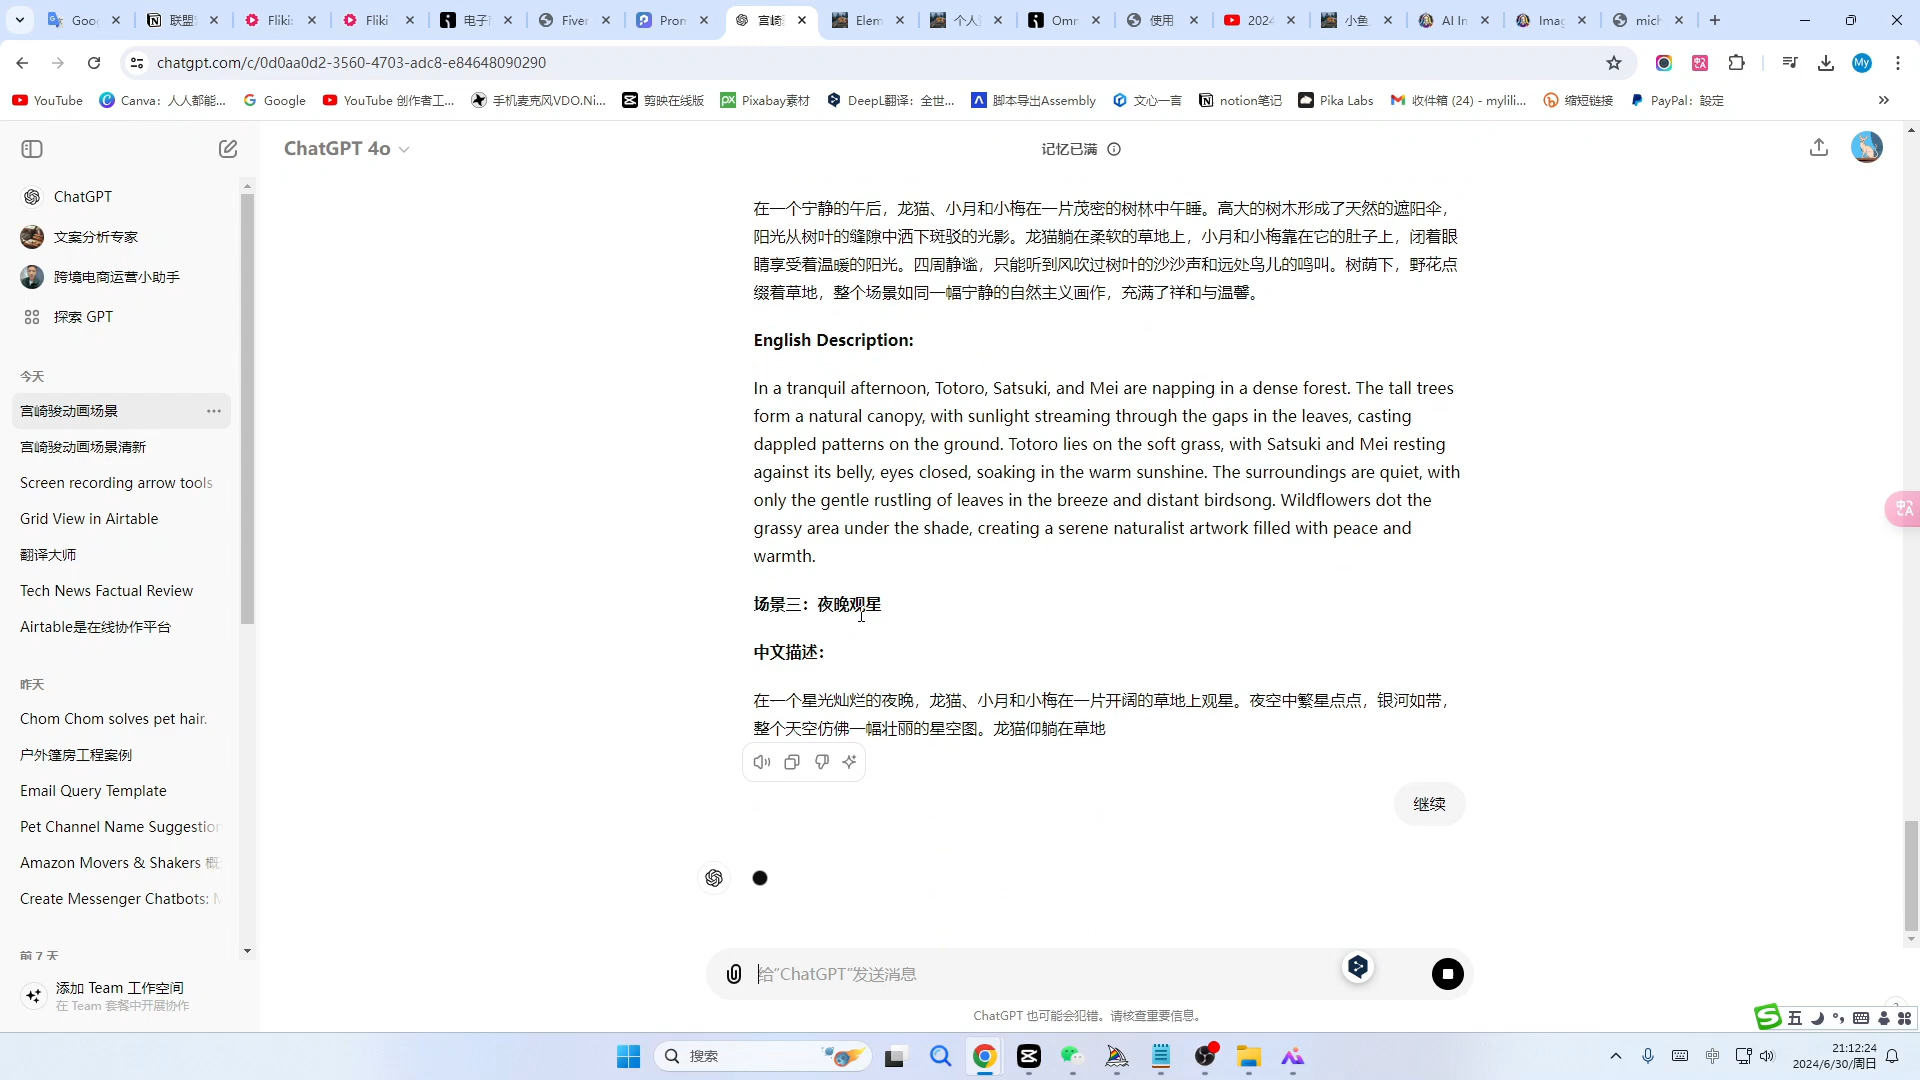 Goo
联盟
Fliki
Fliki
电子
Fiver
Pron
宫崎
Elem
个人
Omr
使用
2024
小鱼
AI In
Imag
mich
chatgpt.com/c/0d0aa0d2-3560-4703-adc8-e84648090290
My
YouTube
Canva：人人都能...
Google
YouTube 创作者工...
手机麦克风VDO.Ni...
剪映在线版
Pixabay素材
DeepL翻译：全世...
脚本导出Assembly
文心一言
notion笔记
Pika Labs
收件箱 (24) - mylili...
缩短链接
PayPal：設定
ChatGPT 4o
记忆已满
ChatGPT
文案分析专家
跨境电商运营小助手
探索 GPT
今天
宫崎骏动画场景
宫崎骏动画场景清新
Screen recording arrow tools
Grid View in Airtable
翻译大师
Tech News Factual Review
Airtable是在线协作平台
昨天
Chom Chom solves pet hair.
户外篷房工程案例
Email Query Template
Pet Channel Name Suggestion
Amazon Movers & Shakers 概
Create Messenger Chatbots: M
前 7 天
添加 Team 工作空间
在 Team 套餐中开展协作
在一个宁静的午后，龙猫、小月和小梅在一片茂密的树林中午睡。高大的树木形成了天然的遮阳伞，
阳光从树叶的缝隙中洒下斑驳的光影。龙猫躺在柔软的草地上，小月和小梅靠在它的肚子上，闭着眼
睛享受着温暖的阳光。四周静谧，只能听到风吹过树叶的沙沙声和远处鸟儿的鸣叫。树荫下，野花点
缀着草地，整个场景如同一幅宁静的自然主义画作，充满了祥和与温馨。
English Description:
In a tranquil afternoon, Totoro, Satsuki, and Mei are napping in a dense forest. The tall trees
form a natural canopy, with sunlight streaming through the gaps in the leaves, casting
dappled patterns on the ground. Totoro lies on the soft grass, with Satsuki and Mei resting
against its belly, eyes closed, soaking in the warm sunshine. The surroundings are quiet, with
only the gentle rustling of leaves in the breeze and distant birdsong. Wildflowers dot the
grassy area under the shade, creating a serene naturalist artwork filled with peace and
warmth.
场景三：夜晚观星
中文描述：
在一个星光灿烂的夜晚，龙猫、小月和小梅在一片开阔的草地上观星。夜空中繁星点点，银河如带，
整个天空仿佛一幅壮丽的星空图。龙猫仰躺在草地
继续
给“ChatGPT”发送消息
ChatGPT 也可能会犯错。请核查重要信息。
五
搜索
中
21:12:24
2024/6/30/周日